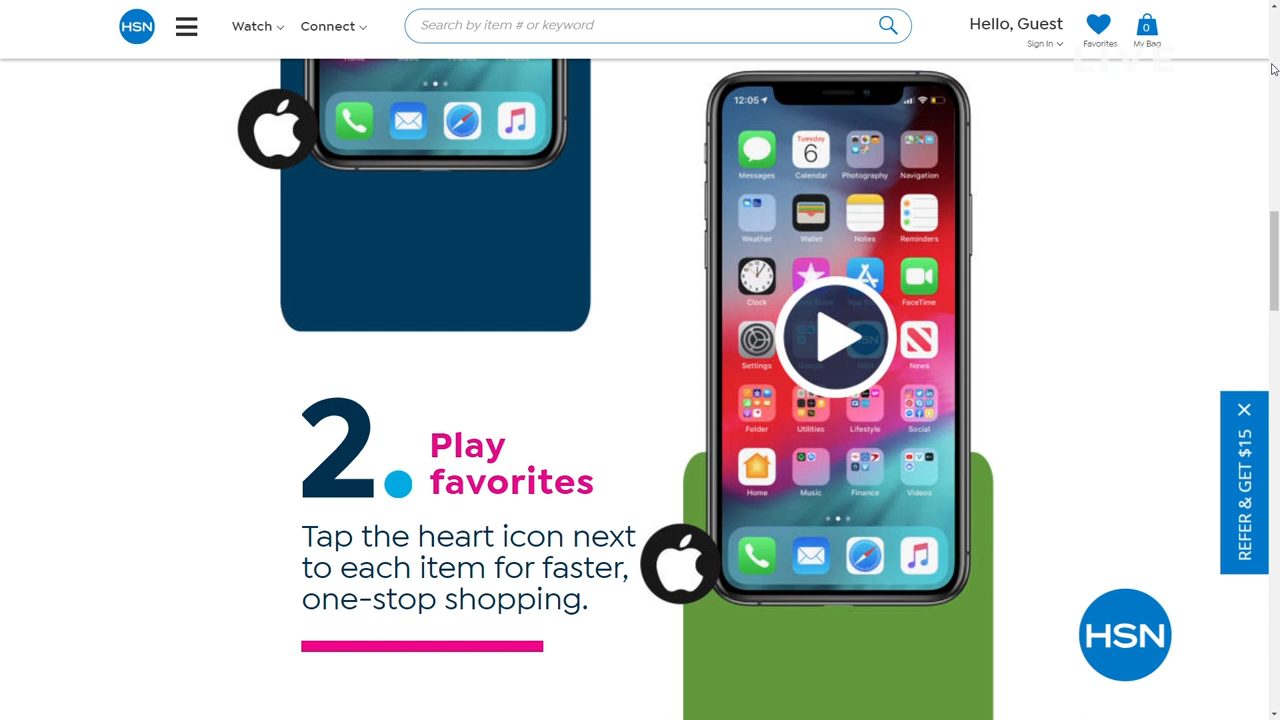 HSN
Watch
Connect
Search by item # or keyword
Hello, Guest
Sign In
Favorites
0
My Bag
LIVE
12:05
Messages
Tuesday
6
Calendar
Photography
Navigation
Weather
Wallet
Notes
Reminders
Clock
FaceTime
Settings
HSN
News
Folder
Utilities
Lifestyle
Social
Home
Music
Finance
Videos
2.
Play
favorites
Tap the heart icon next
to each item for faster,
one-stop shopping.
REFER & GET $15
HSN